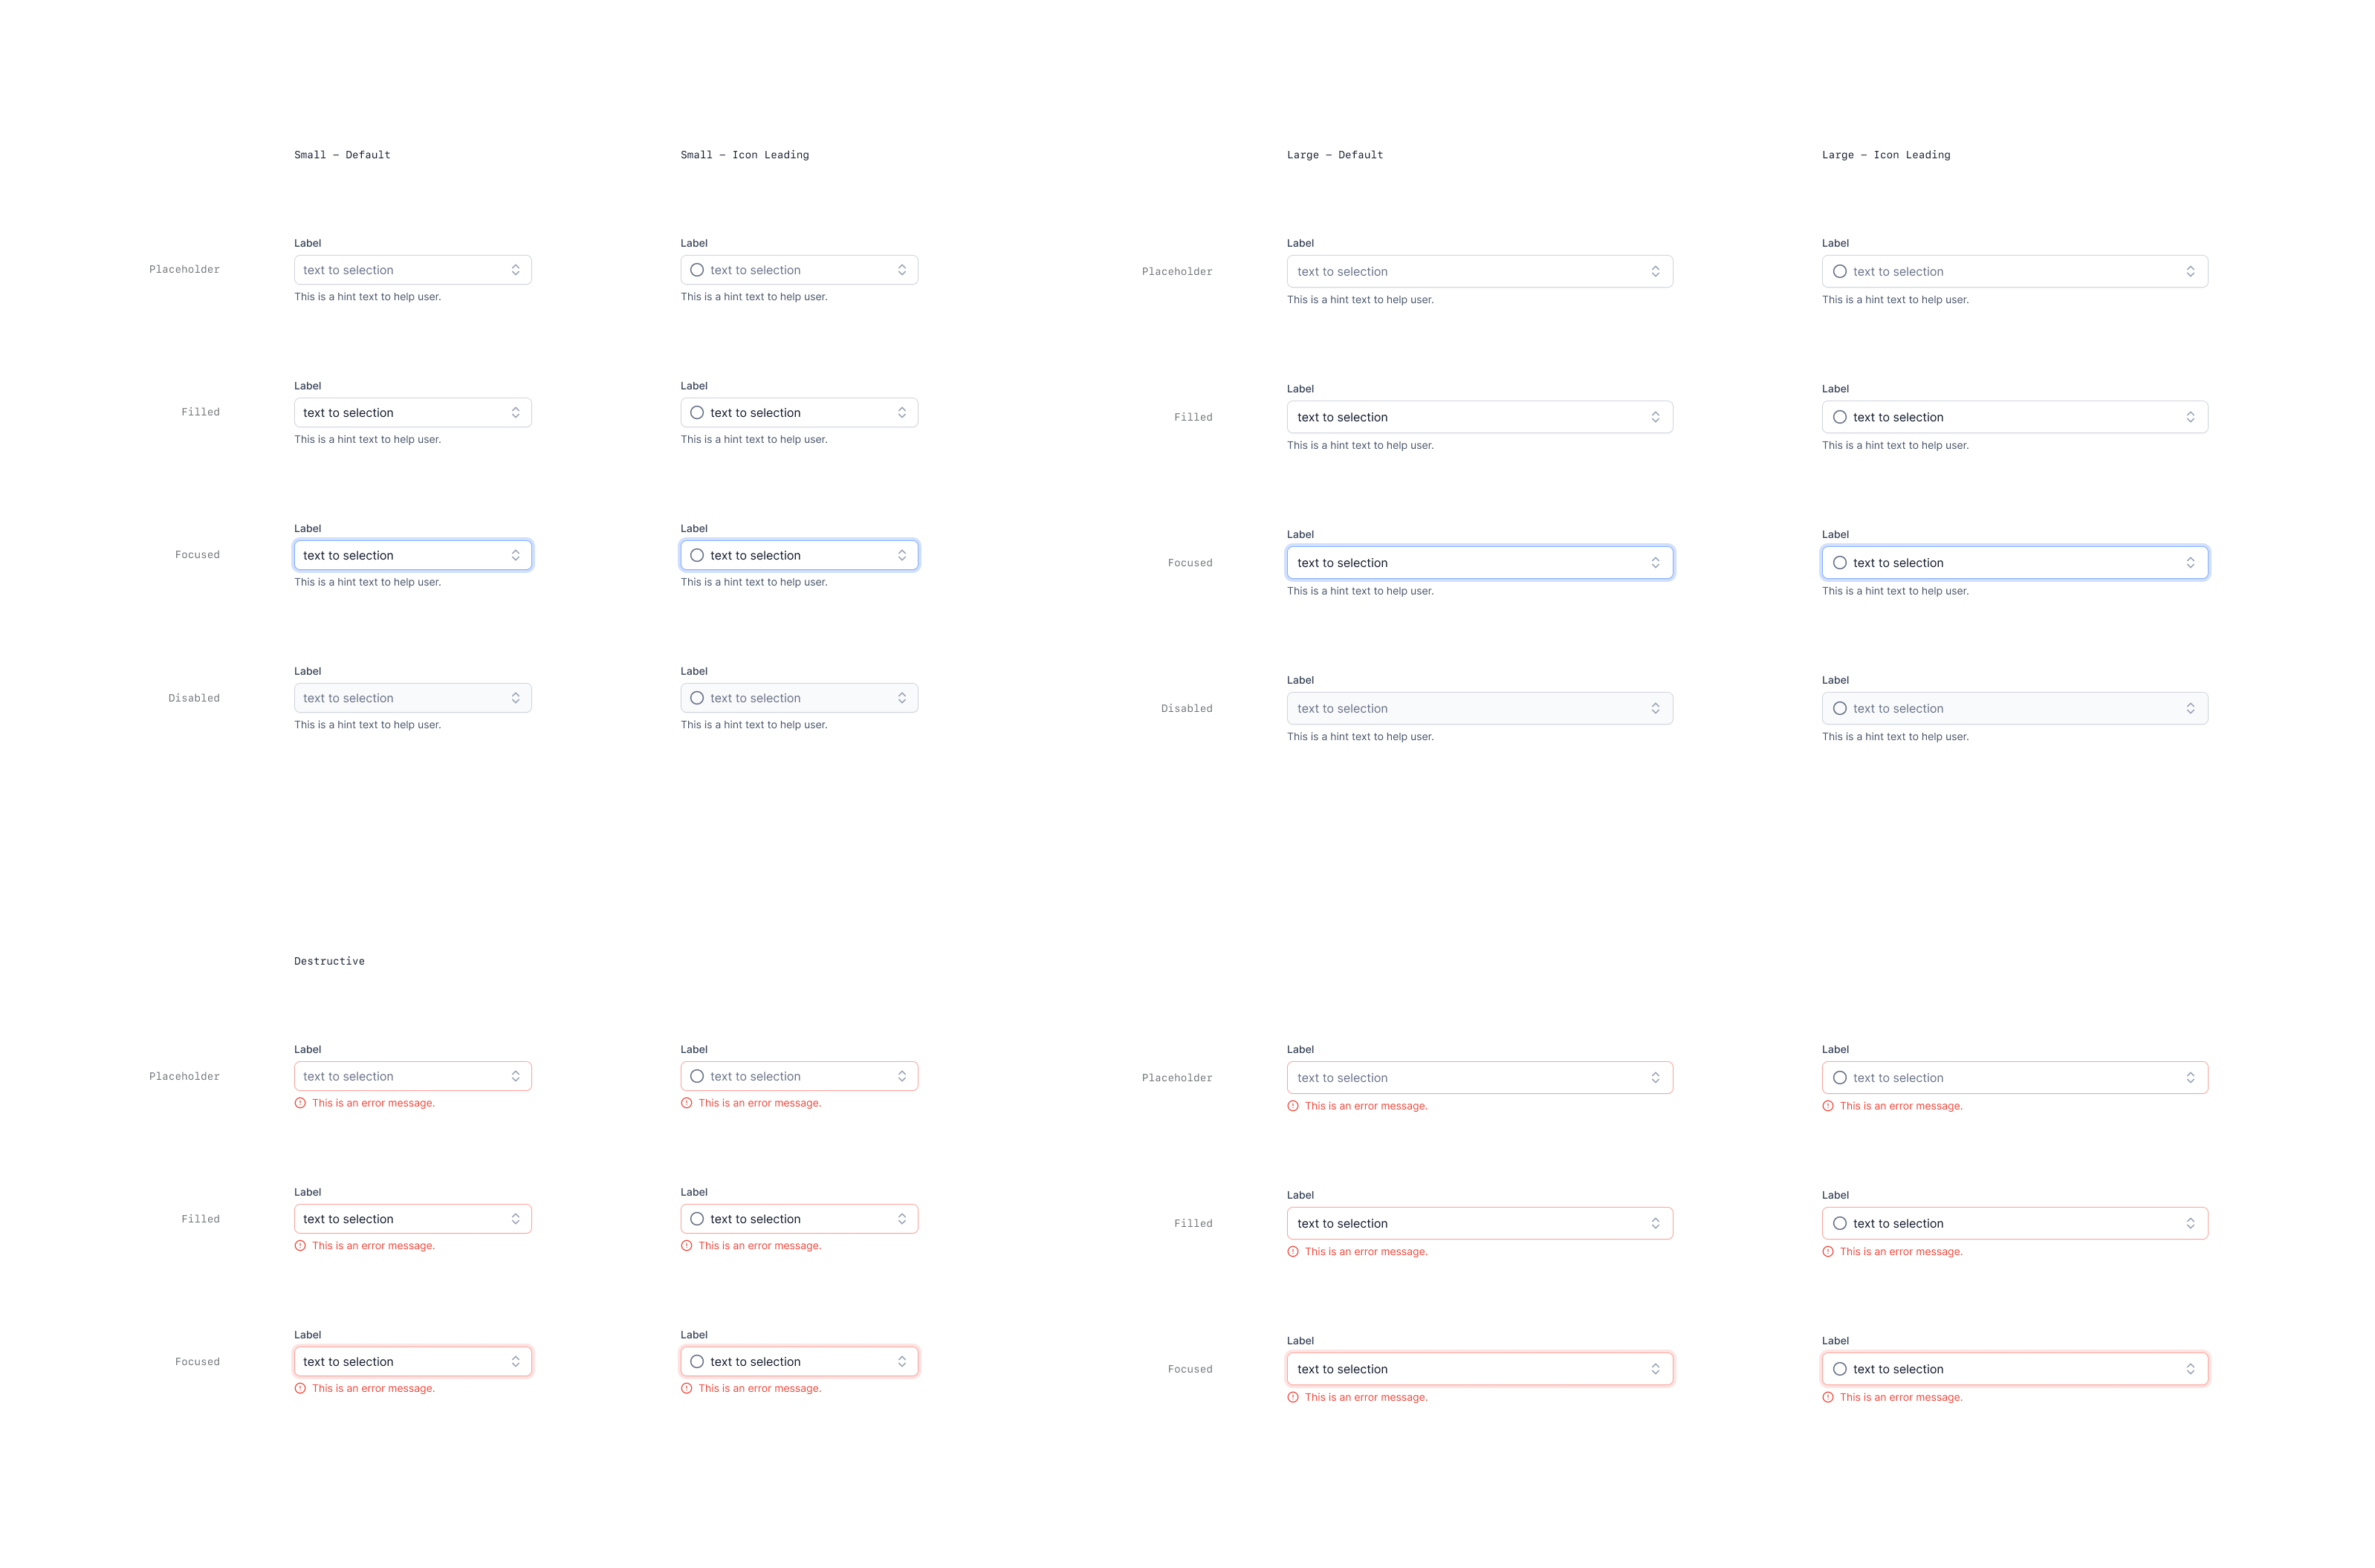 Small – Default
Small – Icon Leading
Large – Default
Large – Icon Leading
Label
Label
Label
Label
Placeholder
text to selection
text to selection
Placeholder
text to selection
text to selection
This is a hint text to help user.
This is a hint text to help user.
This is a hint text to help user.
This is a hint text to help user.
Label
Label
Label
Label
Filled
text to selection
text to selection
Filled
text to selection
text to selection
This is a hint text to help user.
This is a hint text to help user.
This is a hint text to help user.
This is a hint text to help user.
Label
Label
Label
Label
Focused
text to selection
text to selection
Focused
text to selection
text to selection
This is a hint text to help user.
This is a hint text to help user.
This is a hint text to help user.
This is a hint text to help user.
Label
Label
Label
Label
Disabled
text to selection
text to selection
Disabled
text to selection
text to selection
This is a hint text to help user.
This is a hint text to help user.
This is a hint text to help user.
This is a hint text to help user.
Destructive
Label
Label
Label
Label
Placeholder
text to selection
text to selection
Placeholder
text to selection
text to selection
This is an error message.
This is an error message.
This is an error message.
This is an error message.
Label
Label
Label
Label
Filled
text to selection
text to selection
Filled
text to selection
text to selection
This is an error message.
This is an error message.
This is an error message.
This is an error message.
Label
Label
Label
Label
Focused
text to selection
text to selection
Focused
text to selection
text to selection
This is an error message.
This is an error message.
This is an error message.
This is an error message.